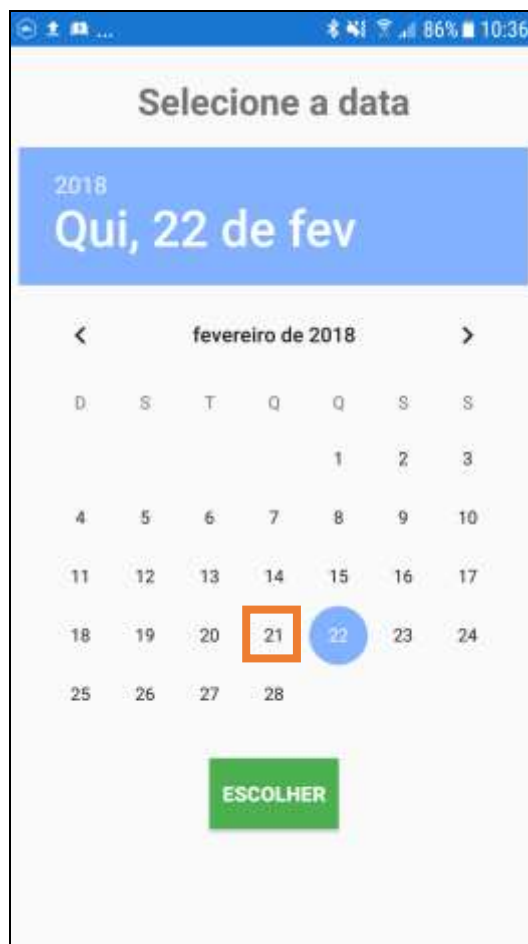 ... 86% 10:36
Selecione a data
2018
Qui, 22 de fev
< fevereiro de 2018 >
D S T Q Q S S
1 2 3
4 5 6 7 8 9 10
11 12 13 14 15 16 17
18 19 20 21 22 23 24
25 26 27 28
ESCOLHER